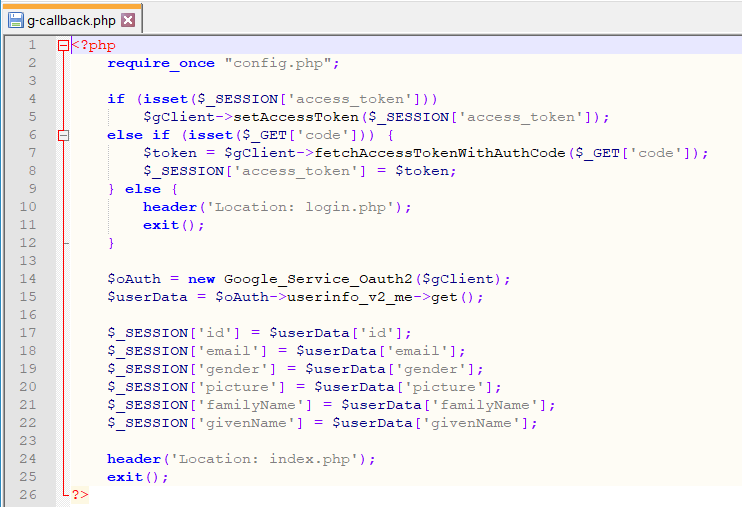 g-callback.php
1 <?php
2 require_once "config.php";
3
4 if (isset($_SESSION['access_token']))
5 $gClient->setAccessToken($_SESSION['access_token']);
6 else if (isset($_GET['code'])) {
7 $token = $gClient->fetchAccessTokenWithAuthCode($_GET['code']);
8 $_SESSION['access_token'] = $token;
9 } else {
10 header('Location: login.php');
11 exit();
12 }
13
14 $oAuth = new Google_Service_Oauth2($gClient);
15 $userData = $oAuth->userinfo_v2_me->get();
16
17 $_SESSION['id'] = $userData['id'];
18 $_SESSION['email'] = $userData['email'];
19 $_SESSION['gender'] = $userData['gender'];
20 $_SESSION['picture'] = $userData['picture'];
21 $_SESSION['familyName'] = $userData['familyName'];
22 $_SESSION['givenName'] = $userData['givenName'];
23
24 header('Location: index.php');
25 exit();
26 ?>